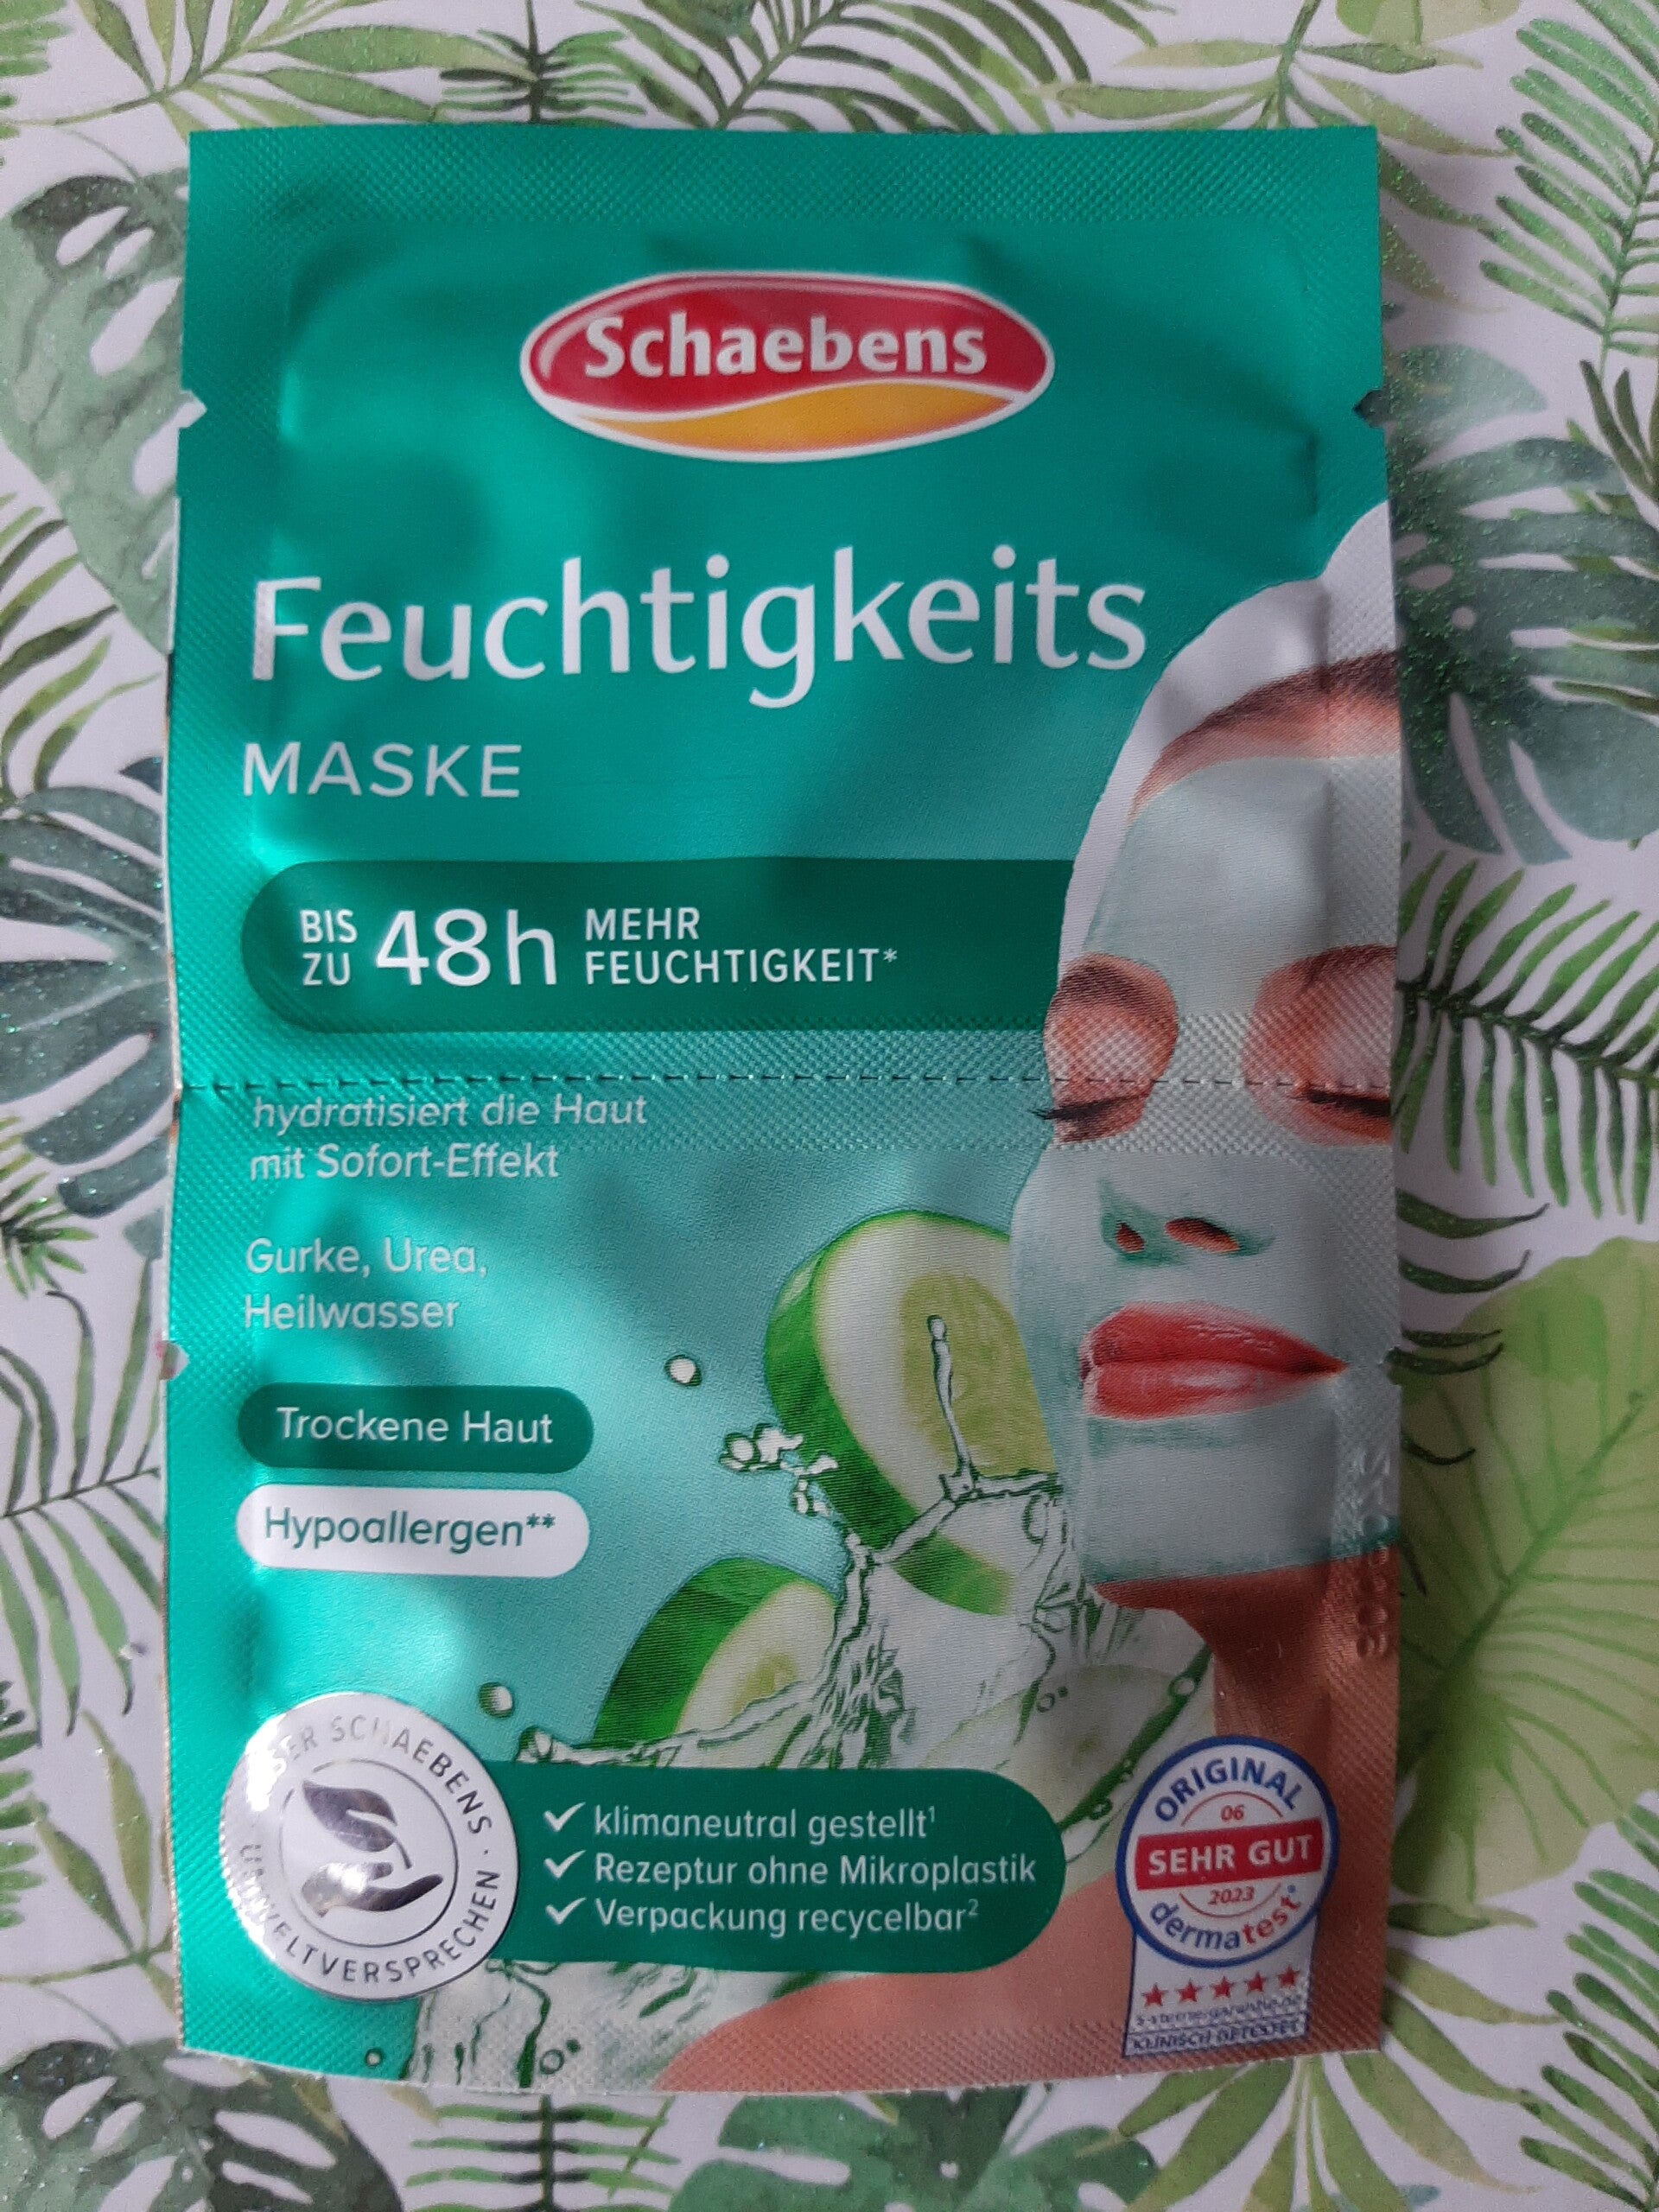 Schaebens
Feuchtigkeits
MASKE
BIS
ZU
48h
MEHR
FEUCHTIGKEIT*
hydratisiert die Haut
mit Sofort-Effekt
Gurke, Urea,
Heilwasser
Trockene Haut
Hypoallergen**
SCHAEBENS
UMWELTVERSPRECHEN
klimaneutral gestellt¹
Rezeptur ohne Mikroplastik
Verpackung recycelbar²
ORIGINAL
06
SEHR GUT
2023
dermatest®
KLINISCH GETESTET